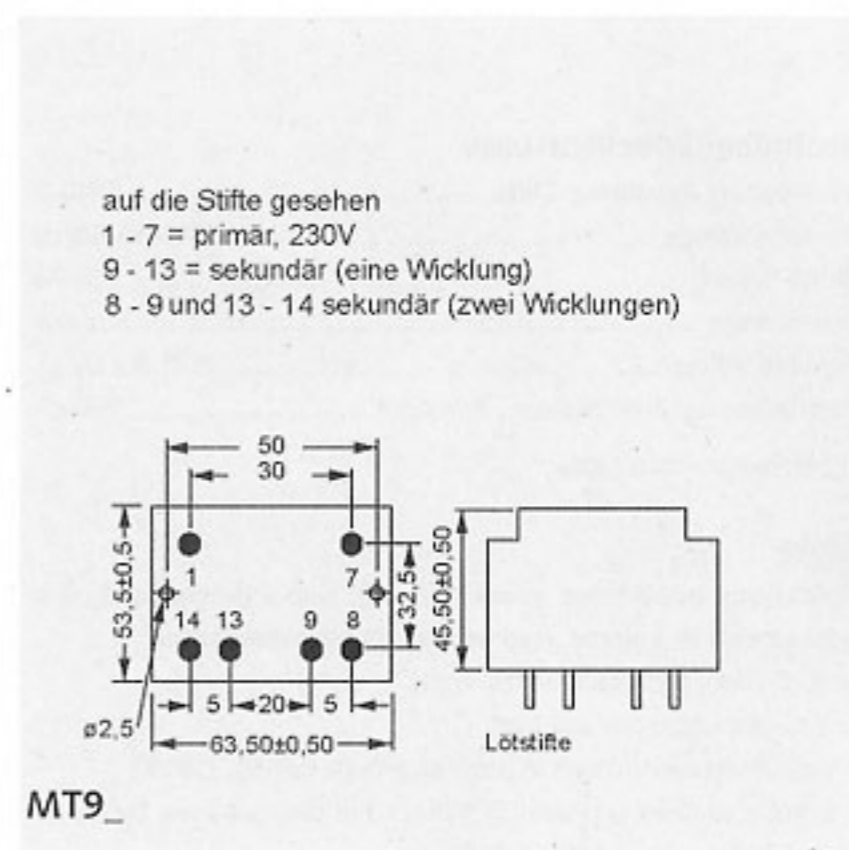 auf die Stifte gesehen
1 - 7 = primär, 230V
9 - 13 = sekundär (eine Wicklung)
8 - 9 und 13 - 14 sekundär (zwei Wicklungen)
50
30
53,5±0,5
1
7
32,5
14 13 9 8
5 20 5
ø2,5
63,50±0,50
45,50±0,50
Lötstifte
MT9_